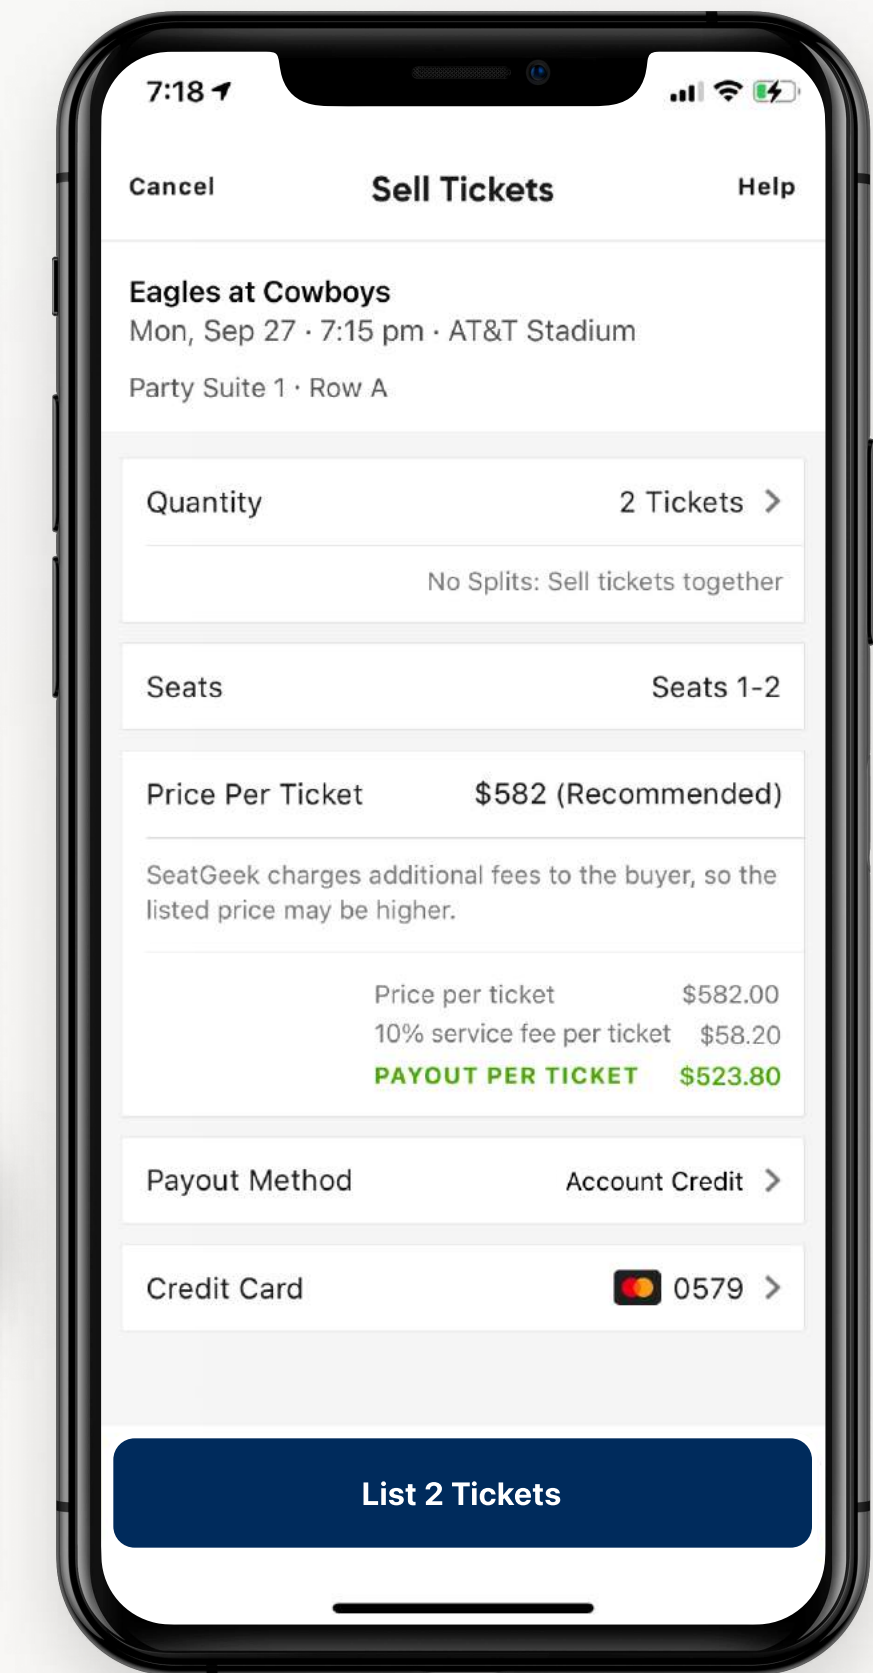 7:18
Cancel Sell Tickets Help
Eagles at Cowboys
Mon, Sep 27 · 7:15 pm · AT&T Stadium
Party Suite 1 · Row A
Quantity 2 Tickets
No Splits: Sell tickets together
Seats Seats 1-2
Price Per Ticket $582 (Recommended)
SeatGeek charges additional fees to the buyer, so the
listed price may be higher.
Price per ticket $582.00
10% service fee per ticket $58.20
PAYOUT PER TICKET $523.80
Payout Method Account Credit
Credit Card 0579
List 2 Tickets